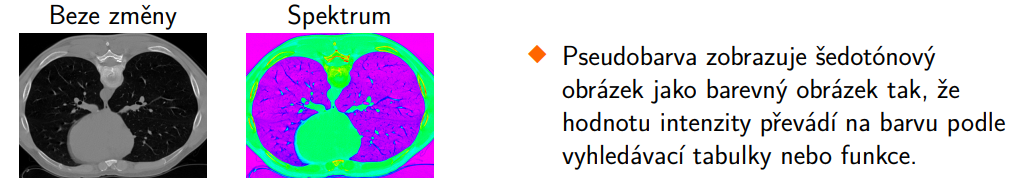 Beze změny
Spektrum
Pseudobarva zobrazuje šedotónový
obrázek jako barevný obrázek tak, že
hodnotu intenzity převádí na barvu podle
vyhledávací tabulky nebo funkce.